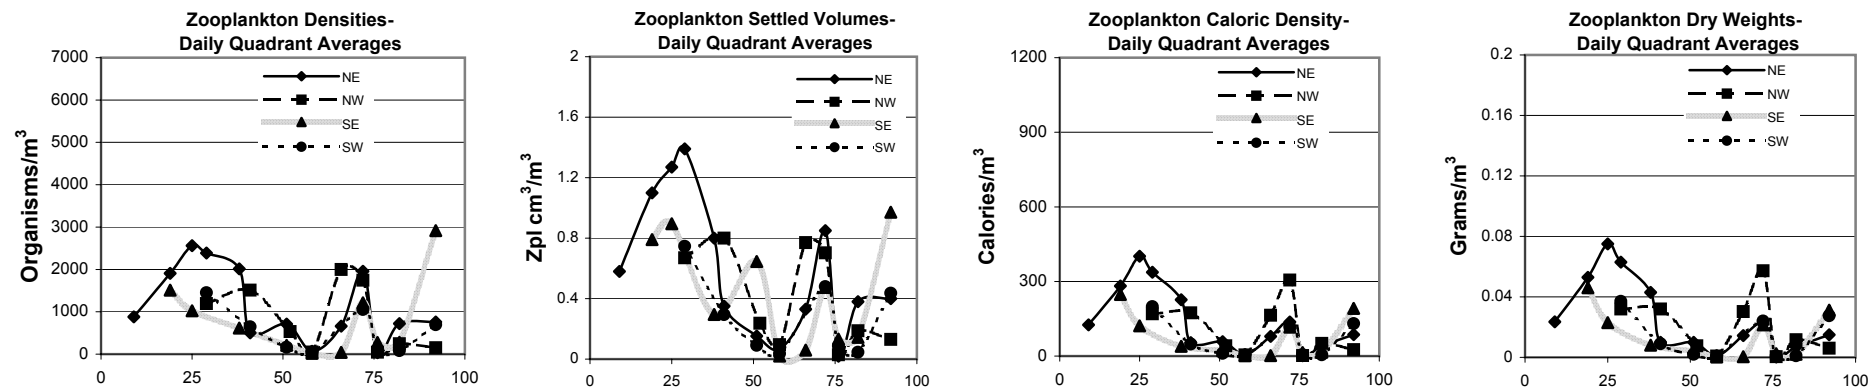 Zooplankton Densities-
Daily Quadrant Averages
7000
6000
5000
4000
3000
2000
1000
0
Organisms/m³
NE
NW
SE
SW
0 25 50 75 100
Zooplankton Settled Volumes-
Daily Quadrant Averages
2
1.6
1.2
0.8
0.4
0
Zpl cm³/m³
NE
NW
SE
SW
0 25 50 75 100
Zooplankton Caloric Density-
Daily Quadrant Averages
1200
900
600
300
0
Calories/m³
NE
NW
SE
SW
0 25 50 75 100
Zooplankton Dry Weights-
Daily Quadrant Averages
0.2
0.16
0.12
0.08
0.04
0
Grams/m³
NE
NW
SE
SW
0 25 50 75 100